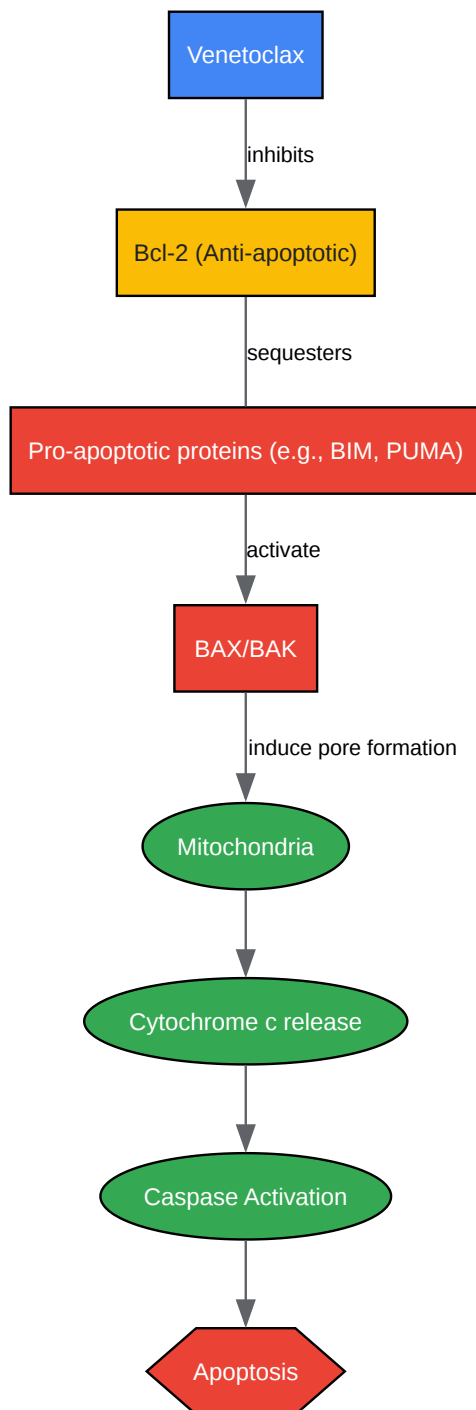 Venetoclax
inhibits
Bcl-2 (Anti-apoptotic)
sequesters
Pro-apoptotic proteins (e.g., BIM, PUMA)
activate
BAX/BAK
induce pore formation
Mitochondria
Cytochrome c release
Caspase Activation
Apoptosis